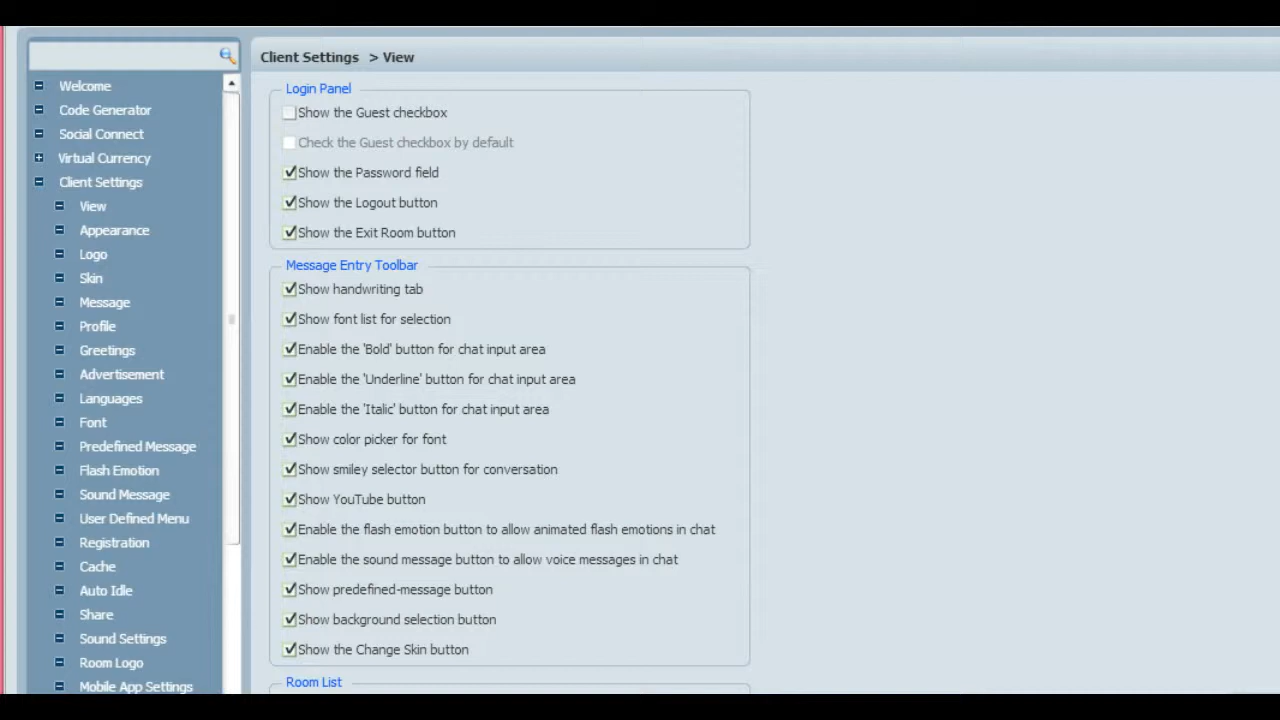 Welcome
Code Generator
Social Connect
Virtual Currency
Client Settings
View
Appearance
Logo
Skin
Message
Profile
Greetings
Advertisement
Languages
Font
Predefined Message
Flash Emotion
Sound Message
User Defined Menu
Registration
Cache
Auto Idle
Share
Sound Settings
Room Logo
Mobile App Settings
Client Settings > View
Login Panel
Show the Guest checkbox
Check the Guest checkbox by default
Show the Password field
Show the Logout button
Show the Exit Room button
Message Entry Toolbar
Show handwriting tab
Show font list for selection
Enable the 'Bold' button for chat input area
Enable the 'Underline' button for chat input area
Enable the 'Italic' button for chat input area
Show color picker for font
Show smiley selector button for conversation
Show YouTube button
Enable the flash emotion button to allow animated flash emotions in chat
Enable the sound message button to allow voice messages in chat
Show predefined-message button
Show background selection button
Show the Change Skin button
Room List